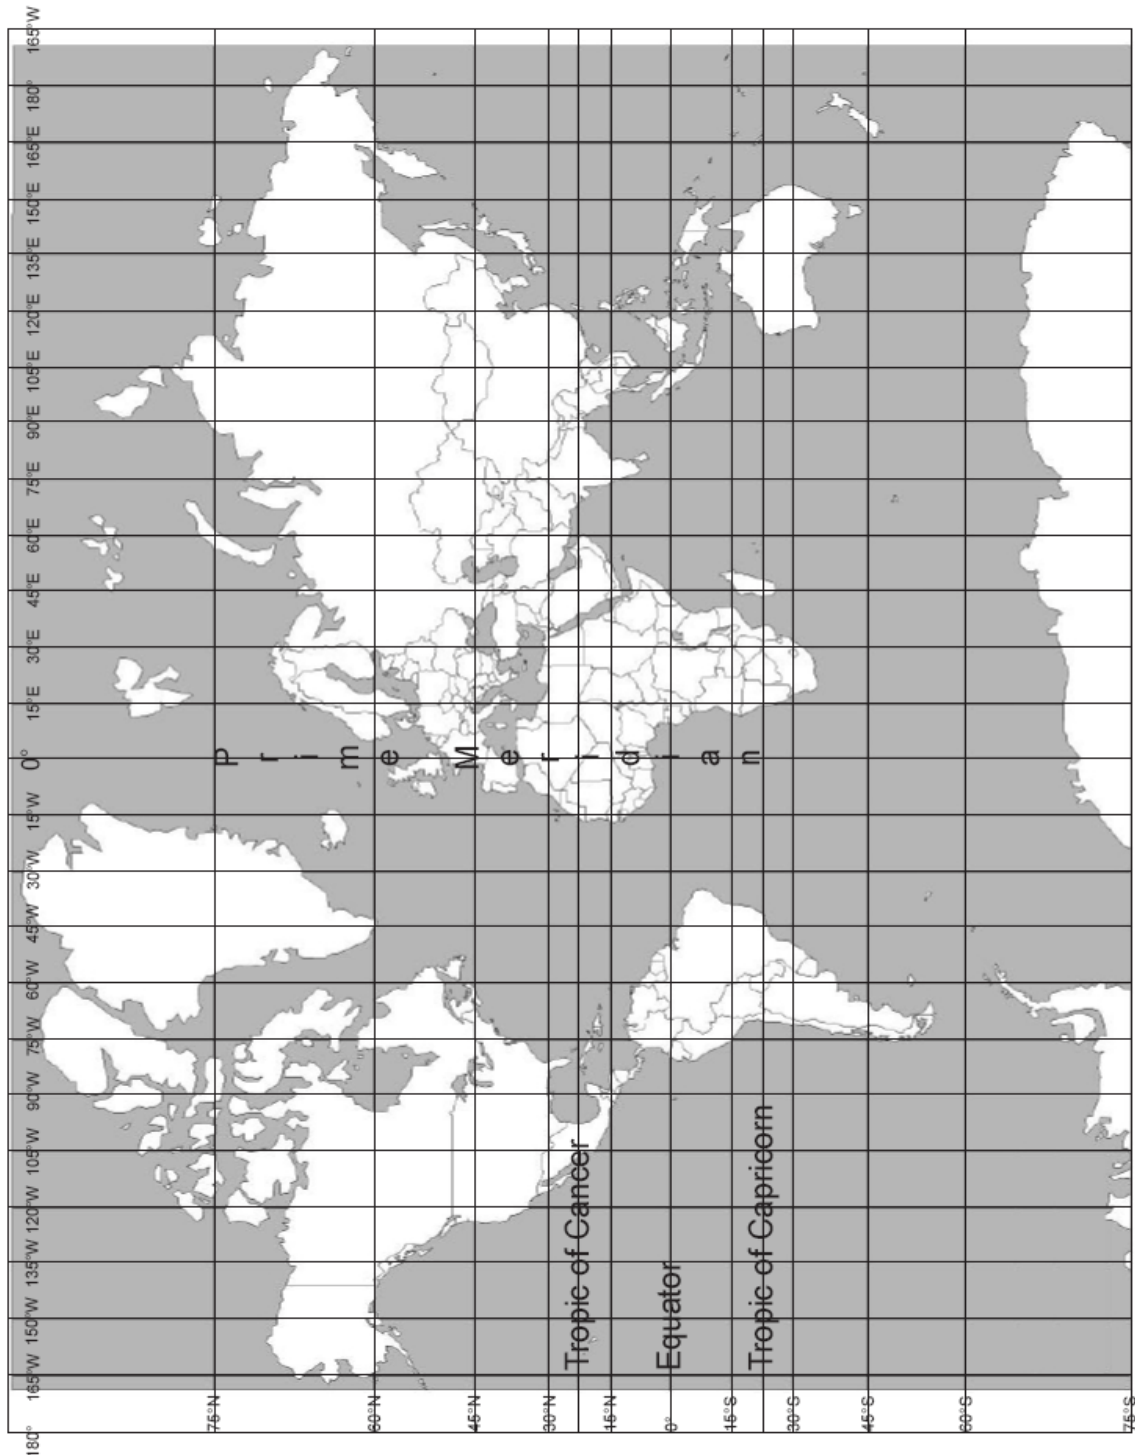 180° 165°W 150°W 135°W 120°W 105°W 90°W 75°W 60°W 45°W 30°W 15°W 0° 15°E 30°E 45°E 60°E 75°E 90°E 105°E 120°E 135°E 150°E 165°E 180° 165°W
75°N
60°N
45°N
30°N
Tropic of Cancer
15°N
0°
Equator
15°S
Tropic of Capricorn
30°S
45°S
60°S
75°S
Prime Meridian